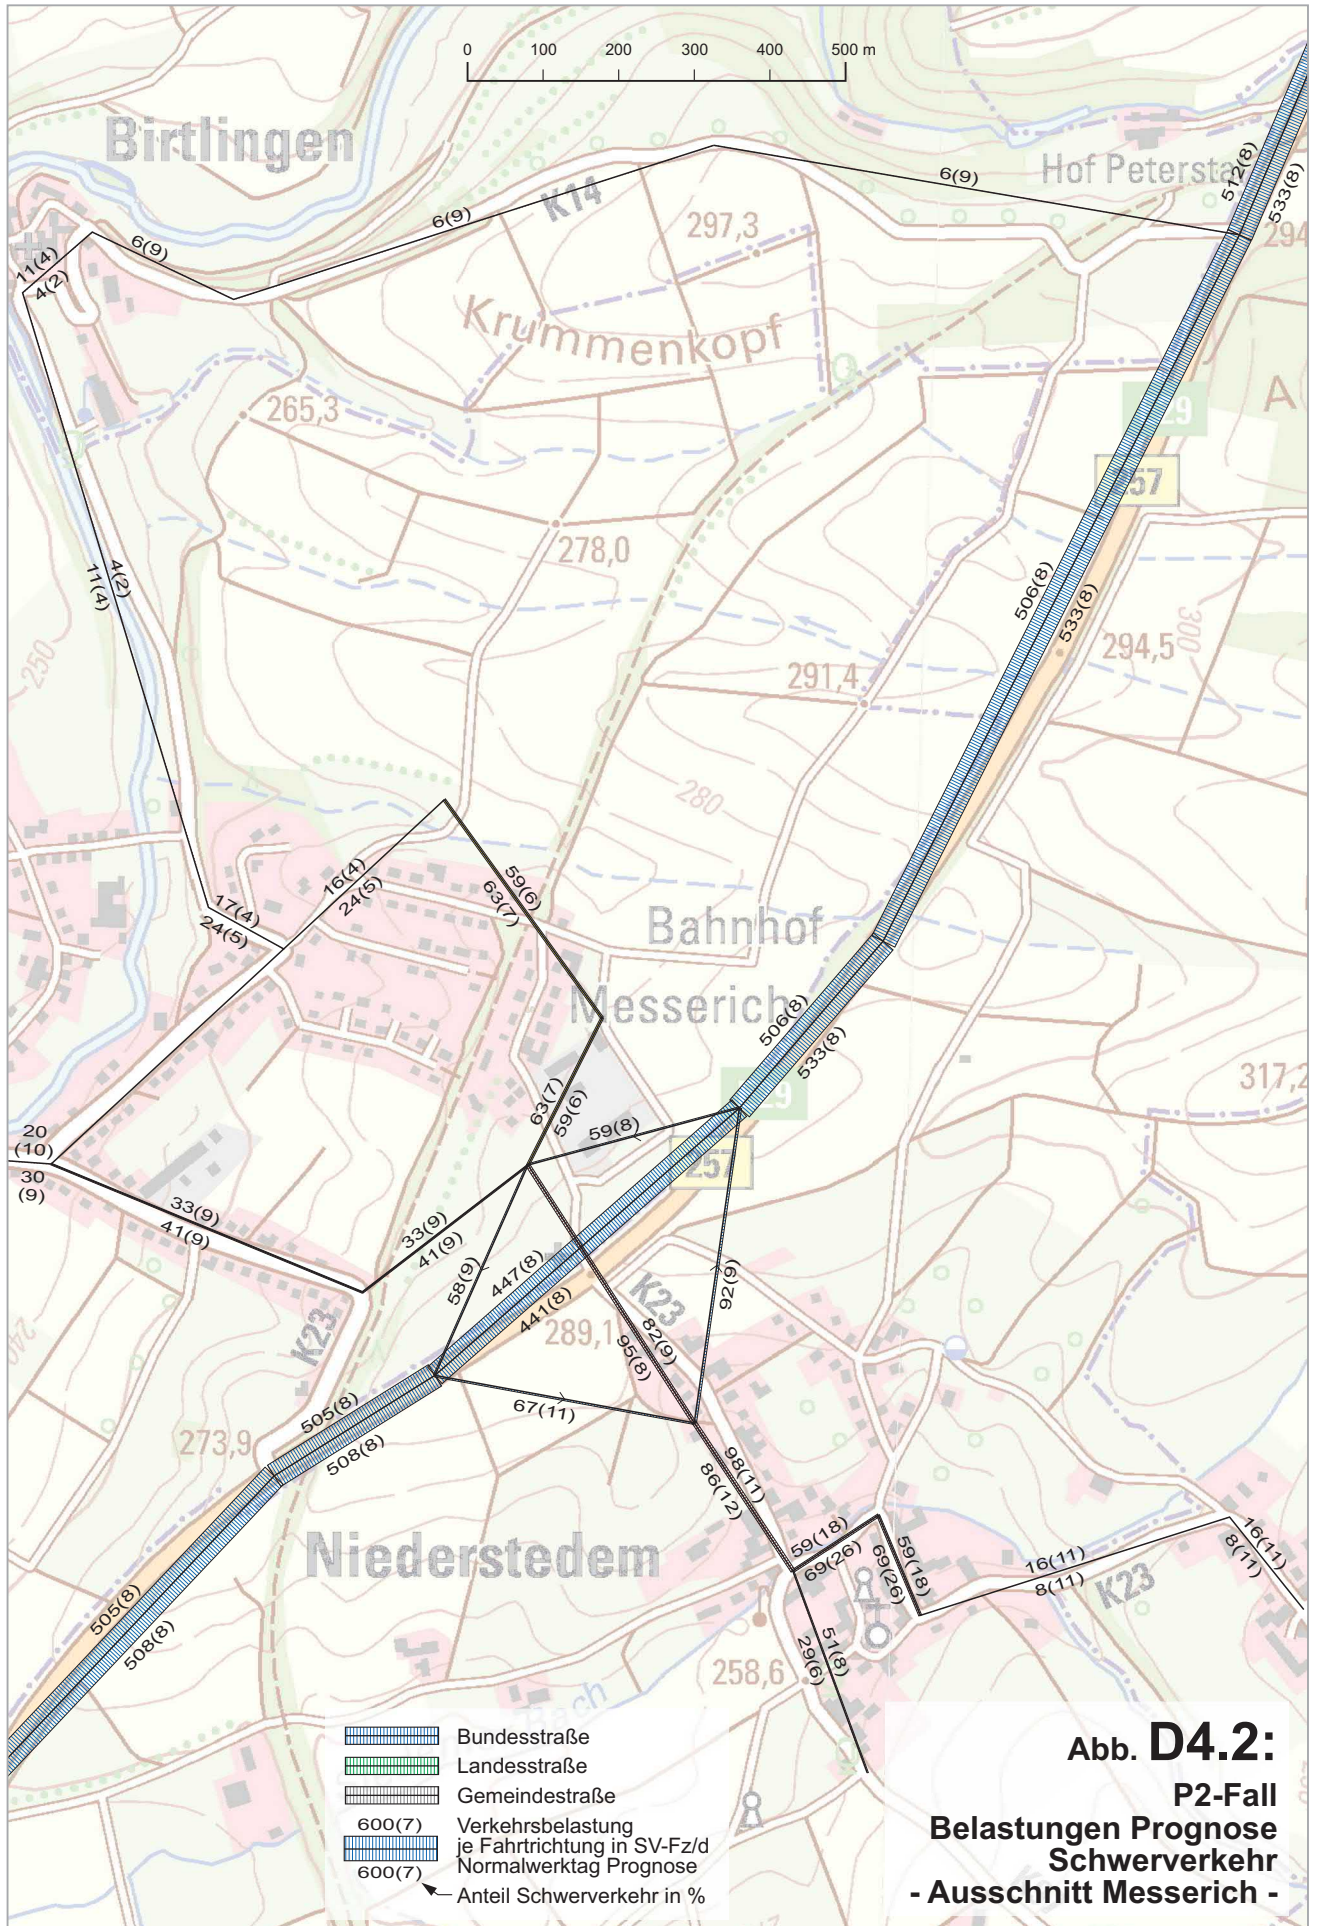 0 100 200 300 400 500 m
Birtlingen
Hof Petersta
512(8)
533(8)
K14
6(9)
6(9)
6(9)
297,3
294
11(4)
4(2)
Krummenkopf
265,3
A
29
257
278,0
4(2)
11(4)
506(8)
533(8)
250
300
294,5
291,4
280
59(6)
63(7)
16(4)
24(5)
17(4)
24(5)
Bahnhof
Messerich
506(8)
533(8)
317,2
29
63(7)
59(6)
59(8)
257
20
(10)
30
(9)
33(9)
41(9)
33(9)
41(9)
58(9)
447(8)
441(8)
92(9)
K23
289,1
82(9)
95(8)
K23
67(11)
505(8)
508(8)
273,9
98(11)
86(12)
Niederstedem
59(18)
69(26)
59(18)
69(26)
16(11)
8(11)
16(11)
8(11)
K23
505(8)
508(8)
51(8)
29(6)
258,6
Bach
Bundesstraße
Landesstraße
Gemeindestraße
600(7) Verkehrsbelastung
je Fahrtrichtung in SV-Fz/d
600(7) Normalwerktag Prognose
Anteil Schwerverkehr in %
Abb. D4.2:
P2-Fall
Belastungen Prognose
Schwerverkehr
- Ausschnitt Messerich -